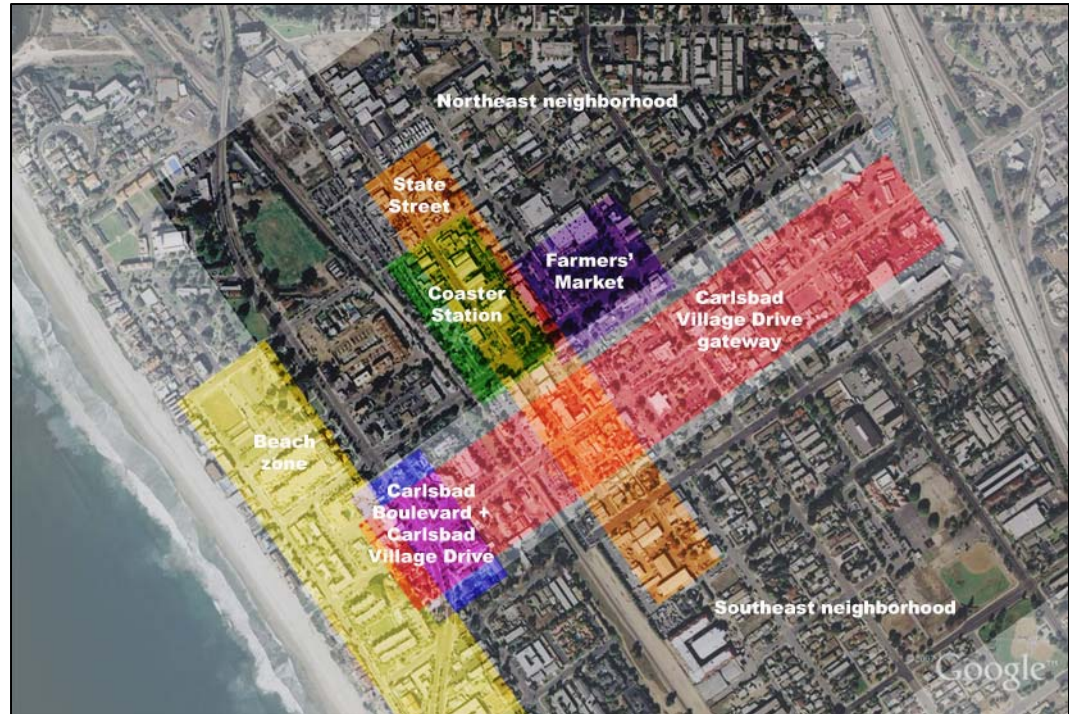 Northeast neighborhood
State
Street
Farmers'
Market
Coaster
Station
Carlsbad
Village Drive
gateway
Beach
zone
Carlsbad
Boulevard +
Carlsbad
Village Drive
Southeast neighborhood
Google™